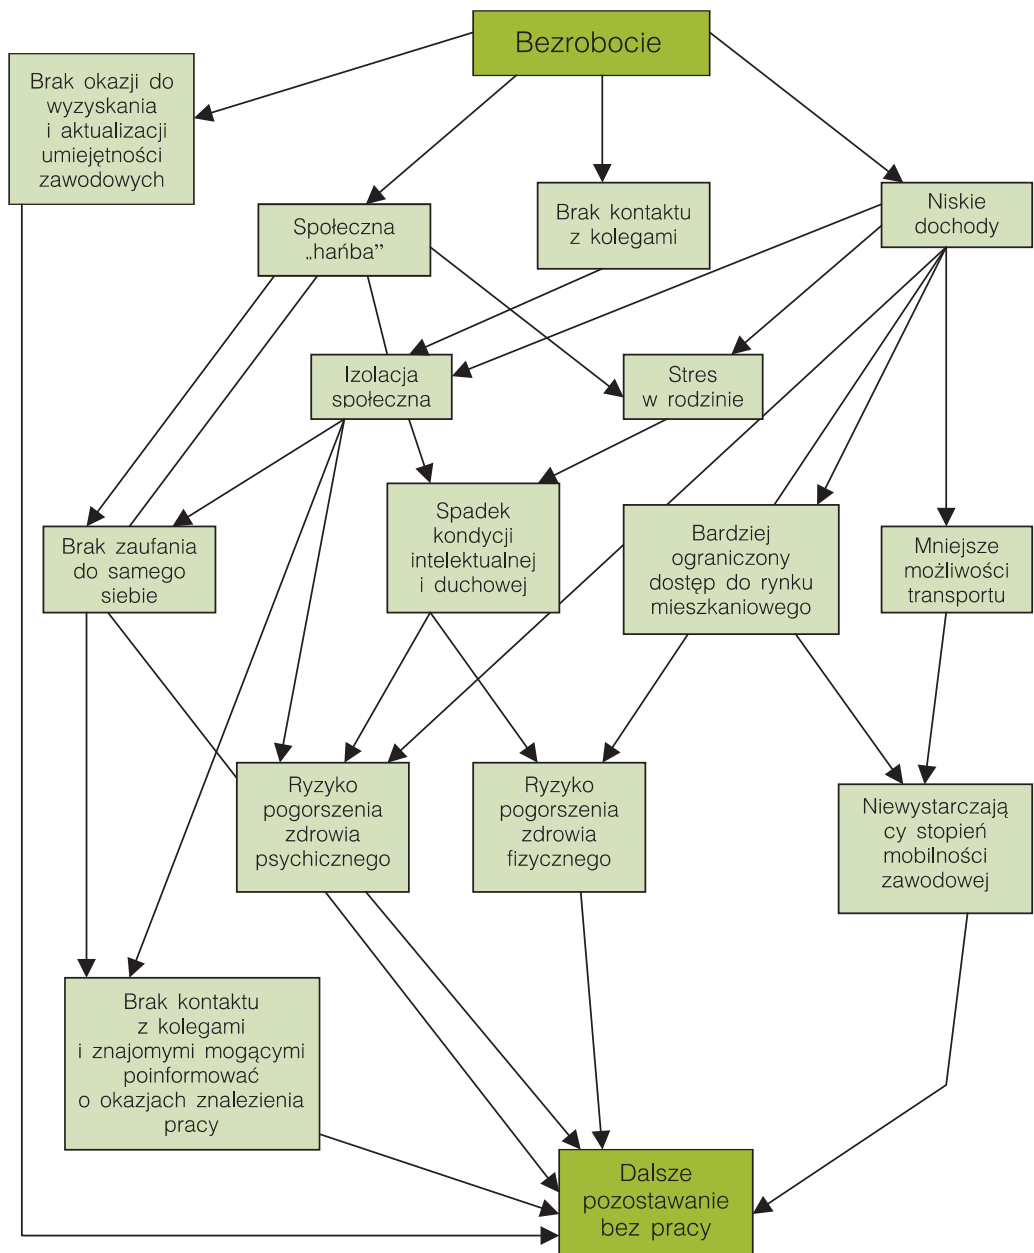 Bezrobocie
Brak okazji do
wyzyskania
i aktualizacji
umiejętności
zawodowych
Społeczna
„hańba”
Brak kontaktu
z kolegami
Niskie
dochody
Izolacja
społeczna
Stres
w rodzinie
Brak zaufania
do samego
siebie
Spadek
kondycji
intelektualnej
i duchowej
Bardziej
ograniczony
dostęp do rynku
mieszkaniowego
Mniejsze
możliwości
transportu
Ryzyko
pogorszenia
zdrowia
psychicznego
Ryzyko
pogorszenia
zdrowia
fizycznego
Niewystarczają
cy stopień
mobilności
zawodowej
Brak kontaktu
z kolegami
i znajomymi mogącymi
poinformować
o okazjach znalezienia
pracy
Dalsze
pozostawanie
bez pracy